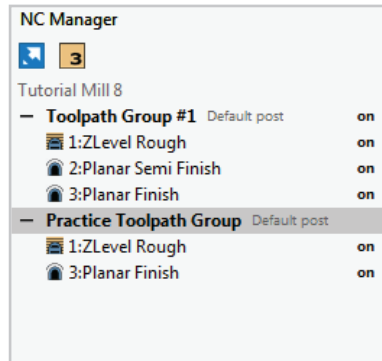 NC Manager
3
Tutorial Mill 8
− Toolpath Group #1 Default post on
1:ZLevel Rough on
2:Planar Semi Finish on
3:Planar Finish on
− Practice Toolpath Group Default post
1:ZLevel Rough on
3:Planar Finish on